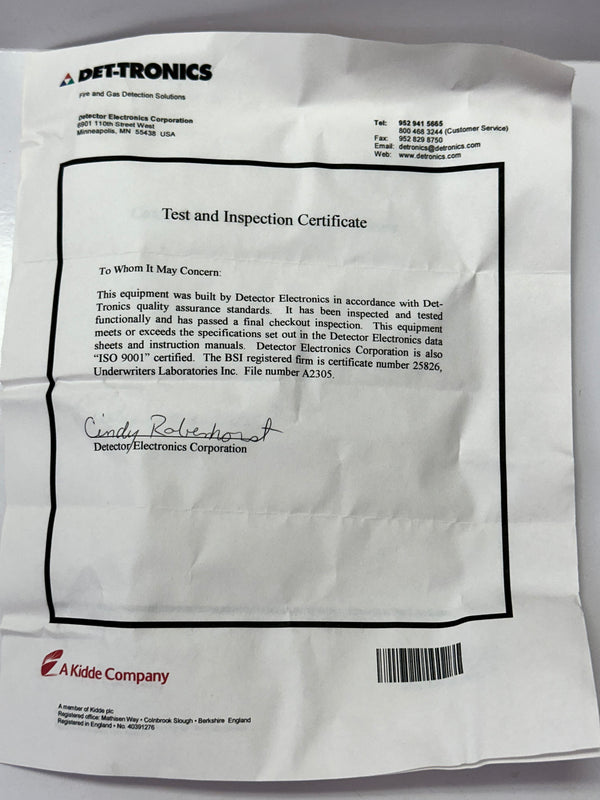 DET-TRONICS
Fire and Gas Detection Solutions
Detector Electronics Corporation
6901 110th Street West
Minneapolis, MN 55438 USA
Tel: 952 941 5665
800 468 3244 (Customer Service)
Fax: 952 829 8750
Email: detronics@detronics.com
Web: www.detronics.com
Test and Inspection Certificate
To Whom It May Concern:
This equipment was built by Detector Electronics in accordance with Det-
Tronics quality assurance standards. It has been inspected and tested
functionally and has passed a final checkout inspection. This equipment
meets or exceeds the specifications set out in the Detector Electronics data
sheets and instruction manuals. Detector Electronics Corporation is also
“ISO 9001” certified. The BSI registered firm is certificate number 25826,
Underwriters Laboratories Inc. File number A2305.
Cindy Rabenhorst
Detector Electronics Corporation
A Kidde Company
A member of Kidde plc
Registered office: Mathisen Way • Colnbrook Slough • Berkshire England
Registered in England • No. 40391276